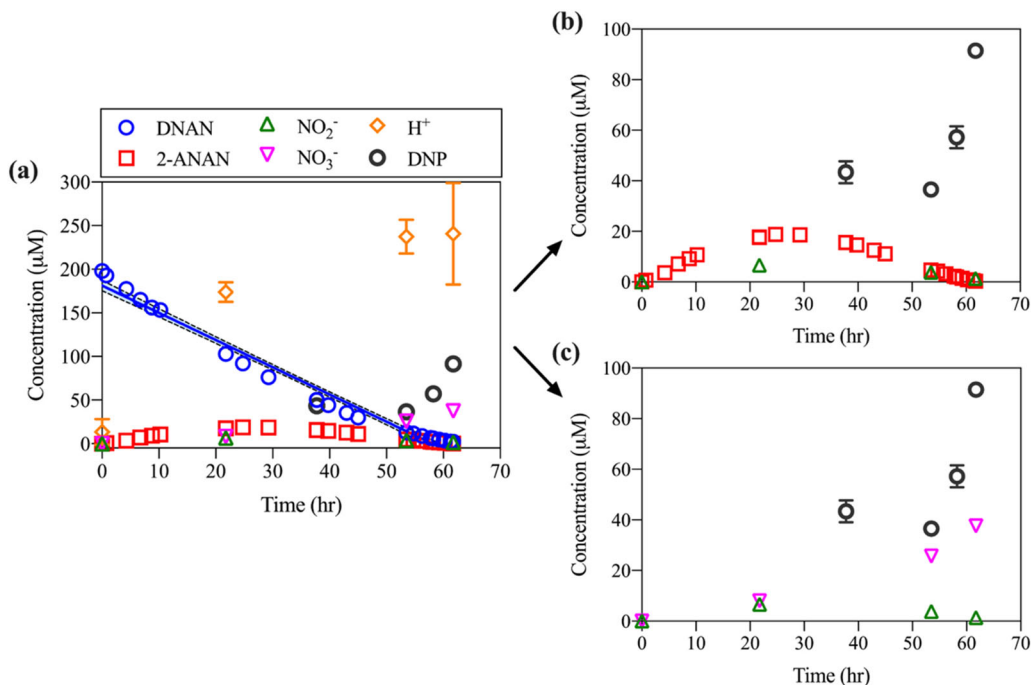 (a)
DNAN
NO₂⁻
H⁺
2-ANAN
NO₃⁻
DNP
300
250
200
150
100
50
0
Concentration (μM)
0 10 20 30 40 50 60 70
Time (hr)
(b)
100
80
60
40
20
0
Concentration (μM)
0 10 20 30 40 50 60 70
Time (hr)
(c)
100
80
60
40
20
0
Concentration (μM)
0 10 20 30 40 50 60 70
Time (hr)